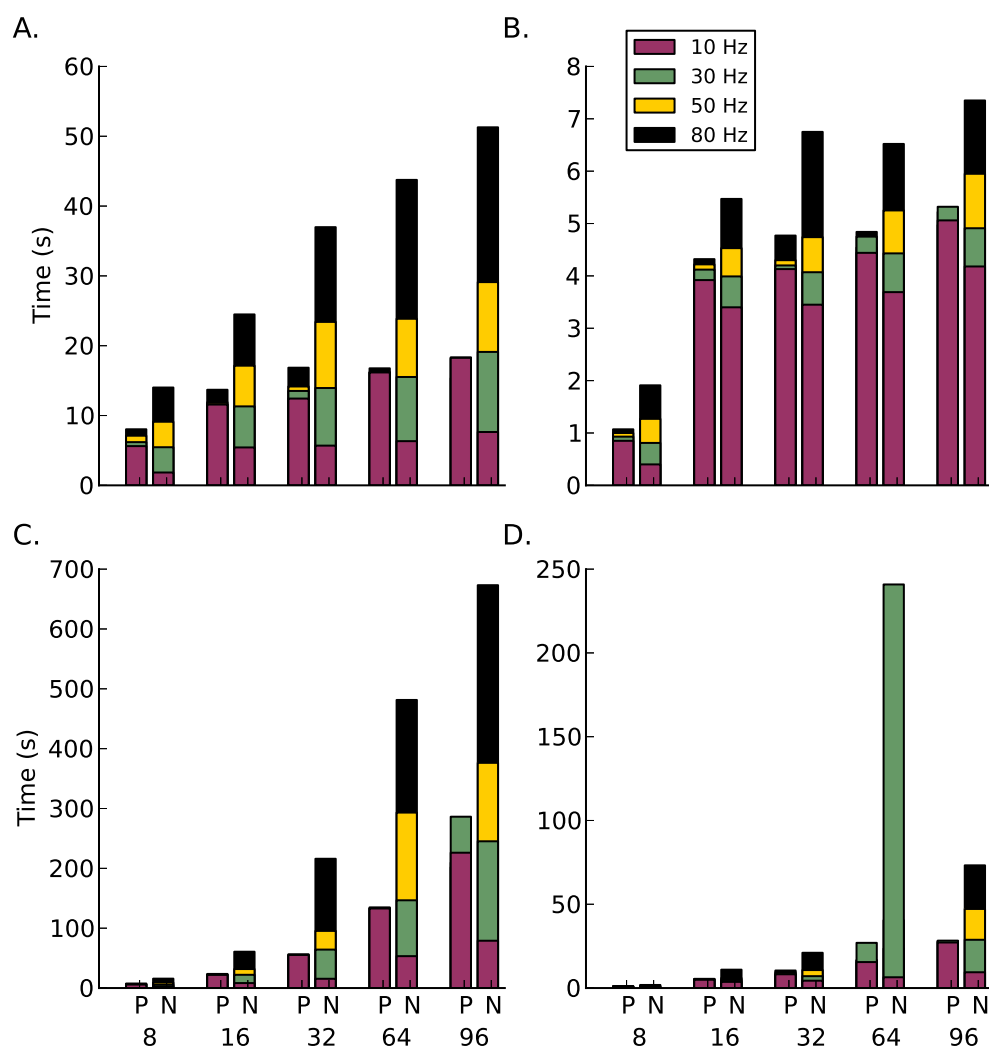 A.
60
50
40
30
20
10
0
Time (s)
B.
8
7
6
5
4
3
2
1
0
10 Hz
30 Hz
50 Hz
80 Hz
C.
700
600
500
400
300
200
100
0
Time (s)
P N P N P N P N P N
8 16 32 64 96
D.
250
200
150
100
50
0
P N P N P N P N P N
8 16 32 64 96